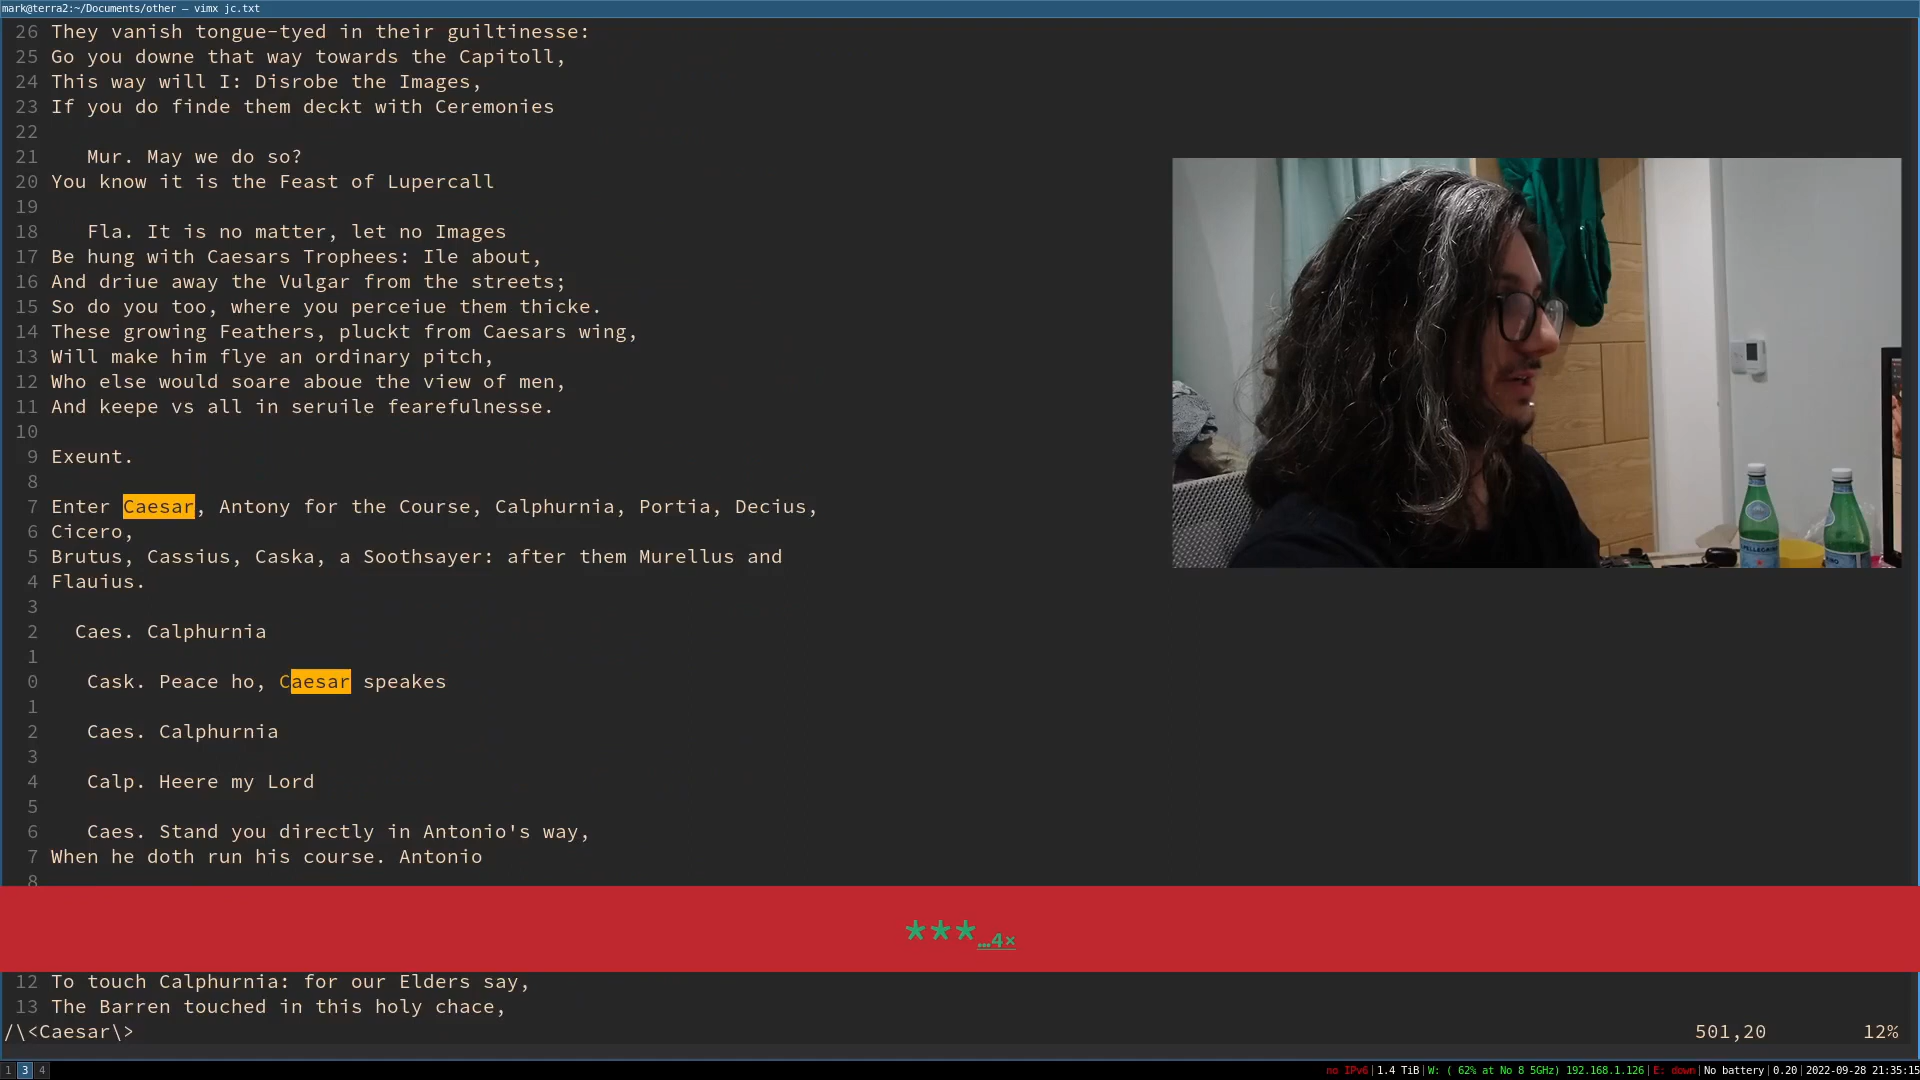 mark@terra2:~/Documents/other — vimx jc.txt
26 They vanish tongue-tyed in their guiltinesse:
25 Go you downe that way towards the Capitoll,
24 This way will I: Disrobe the Images,
23 If you do finde them deckt with Ceremonies
22
21 Mur. May we do so?
20 You know it is the Feast of Lupercall
19
18 Fla. It is no matter, let no Images
17 Be hung with Caesars Trophees: Ile about,
16 And driue away the Vulgar from the streets;
15 So do you too, where you perceiue them thicke.
14 These growing Feathers, pluckt from Caesars wing,
13 Will make him flye an ordinary pitch,
12 Who else would soare aboue the view of men,
11 And keepe vs all in seruile fearefulnesse.
10
9 Exeunt.
8
7 Enter Caesar, Antony for the Course, Calphurnia, Portia, Decius,
6 Cicero,
5 Brutus, Cassius, Caska, a Soothsayer: after them Murellus and
4 Flauius.
3
2 Caes. Calphurnia
1
0 Cask. Peace ho, Caesar speakes
1
2 Caes. Calphurnia
3
4 Calp. Heere my Lord
5
6 Caes. Stand you directly in Antonio's way,
7 When he doth run his course. Antonio
8
***…4×
12 To touch Calphurnia: for our Elders say,
13 The Barren touched in this holy chace,
/\<Caesar\> 501,20 12%
1 3 4 no IPv6|1.4 TiB|W: ( 62% at No 8 5GHz) 192.168.1.126|E: down|No battery|0.20|2022-09-28 21:35:15